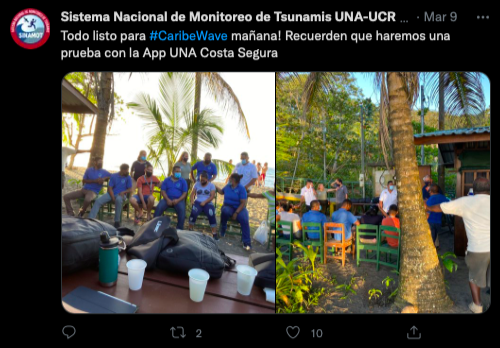 Sistema Nacional de Monitoreo de Tsunamis UNA-UCR ... · Mar 9 ···
Todo listo para #CaribeWave mañana! Recuerden que haremos una
prueba con la App UNA Costa Segura
SINAMOT
2
10